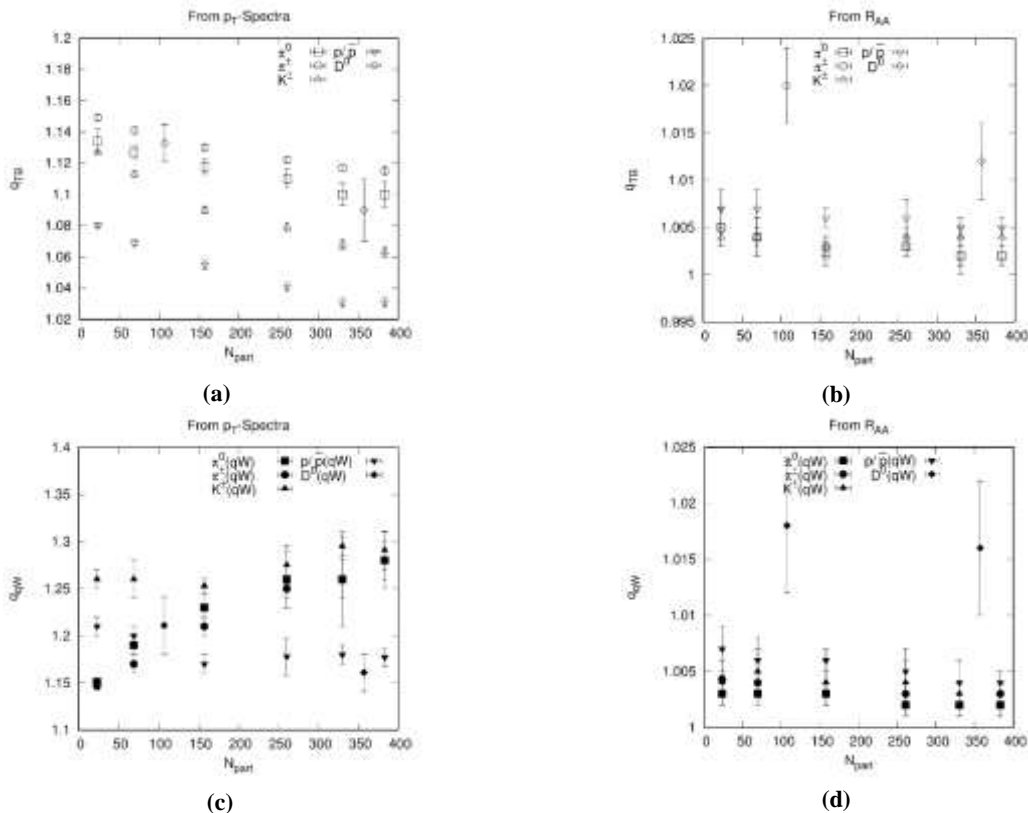 From pT-Spectra
1.2
1.18
1.16
1.14
1.12
1.1
1.08
1.06
1.04
1.02
qTB
π0
π±
K±
p/p̅
D0
0 50 100 150 200 250 300 350 400
Npart
(a)
From RAA
1.025
1.02
1.015
1.01
1.005
1
0.995
qTB
π0
π±
K±
p/p̅
D0
0 50 100 150 200 250 300 350 400
Npart
(b)
From pT-Spectra
1.4
1.35
1.3
1.25
1.2
1.15
1.1
qqW
π0(qW)
π±(qW)
K±(qW)
p/p̅(qW)
D0(qW)
0 50 100 150 200 250 300 350 400
Npart
(c)
From RAA
1.025
1.02
1.015
1.01
1.005
1
qqW
π0(qW)
π±(qW)
K±(qW)
p/p̅(qW)
D0(qW)
0 50 100 150 200 250 300 350 400
Npart
(d)